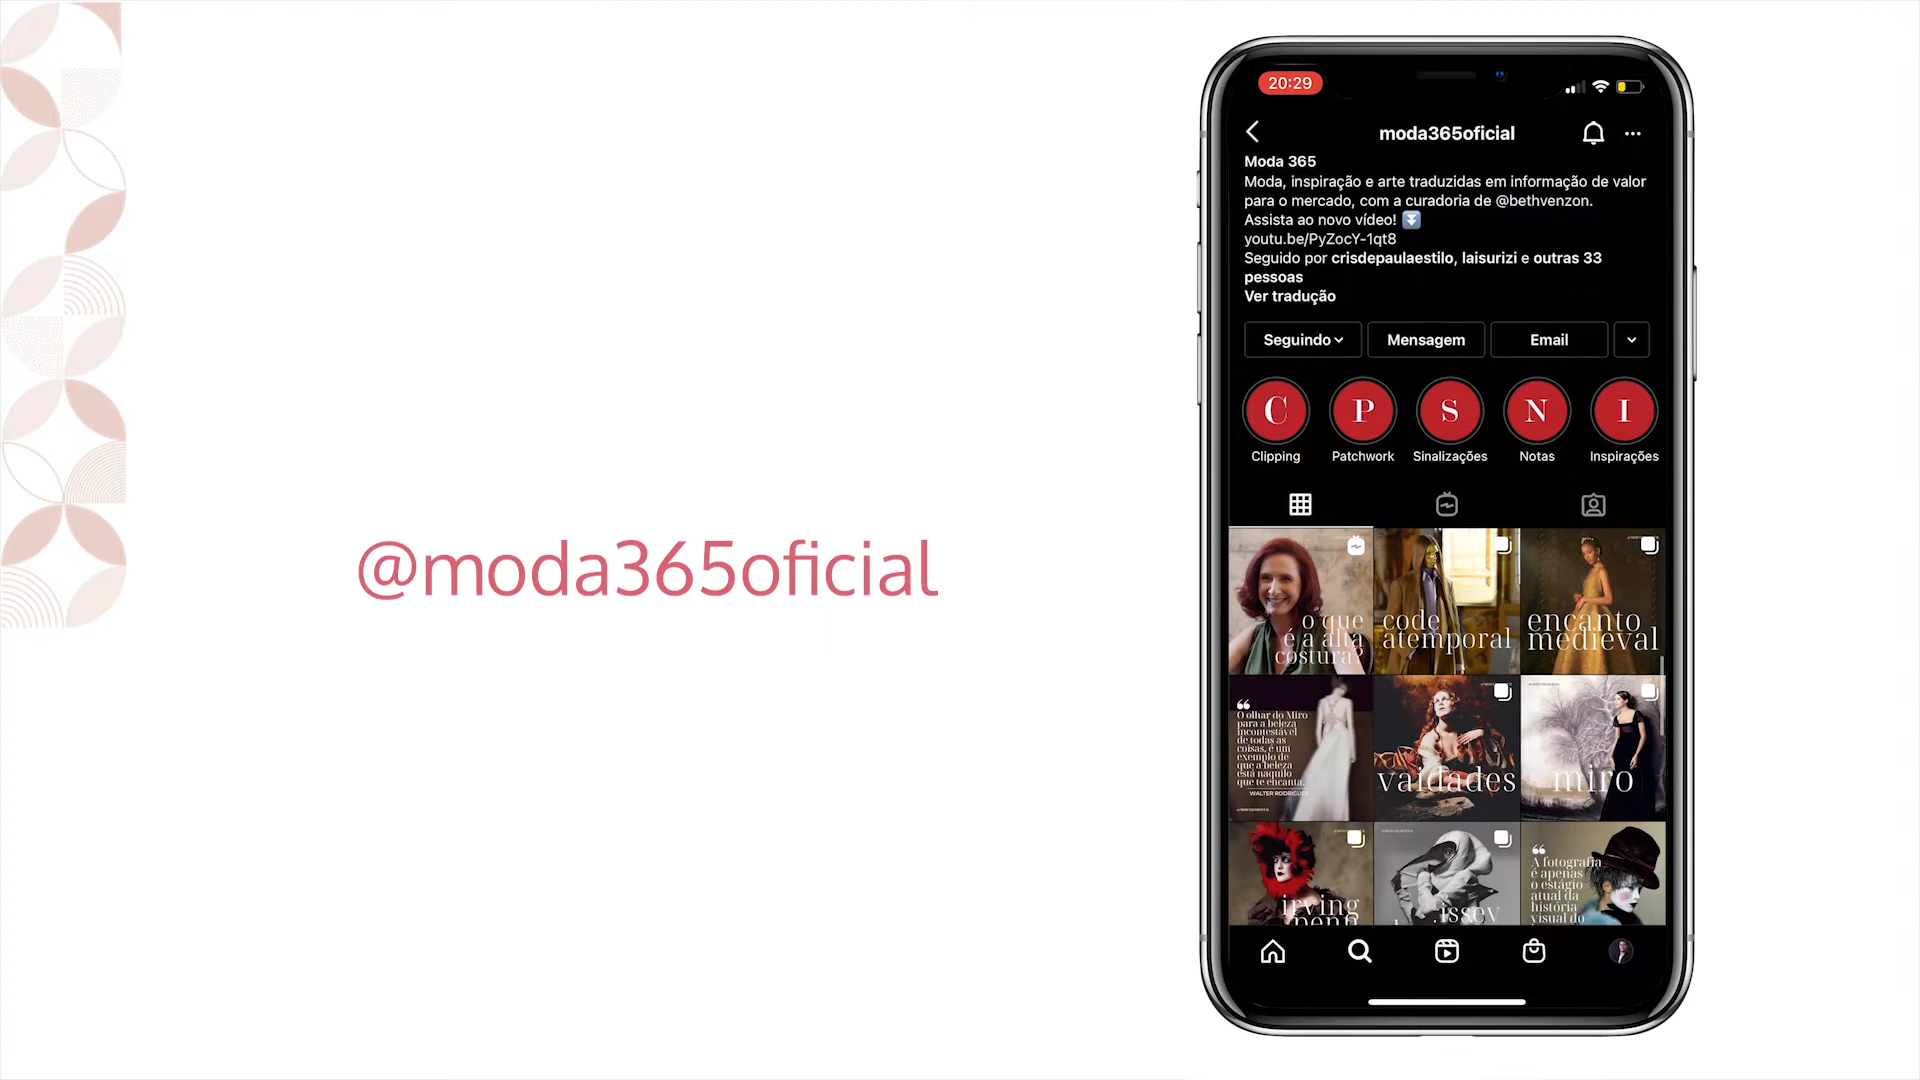 @moda365oficial
20:29
moda365oficial
Moda 365
Moda, inspiração e arte traduzidas em informação de valor
para o mercado, com a curadoria de @bethvenzon.
Assista ao novo vídeo!
youtu.be/PyZocY-1qt8
Seguido por crisdepaulaestilo, laisurizi e outras 33
pessoas
Ver tradução
Seguindo
Mensagem
Email
C
P
S
N
I
Clipping
Patchwork
Sinalizações
Notas
Inspirações
o que
é a alta
costura?
code
atemporal
encanto
medieval
“
O olhar do Miro
para a beleza
incontestável
de todas as
coisas, é um
exemplo de
que a beleza
está naquilo
que te encanta.
WALTER RODRIGUES
vaidades
miro
irving
penn
issey
“
A fotografia
é apenas
o estágio
atual da
história
visual do